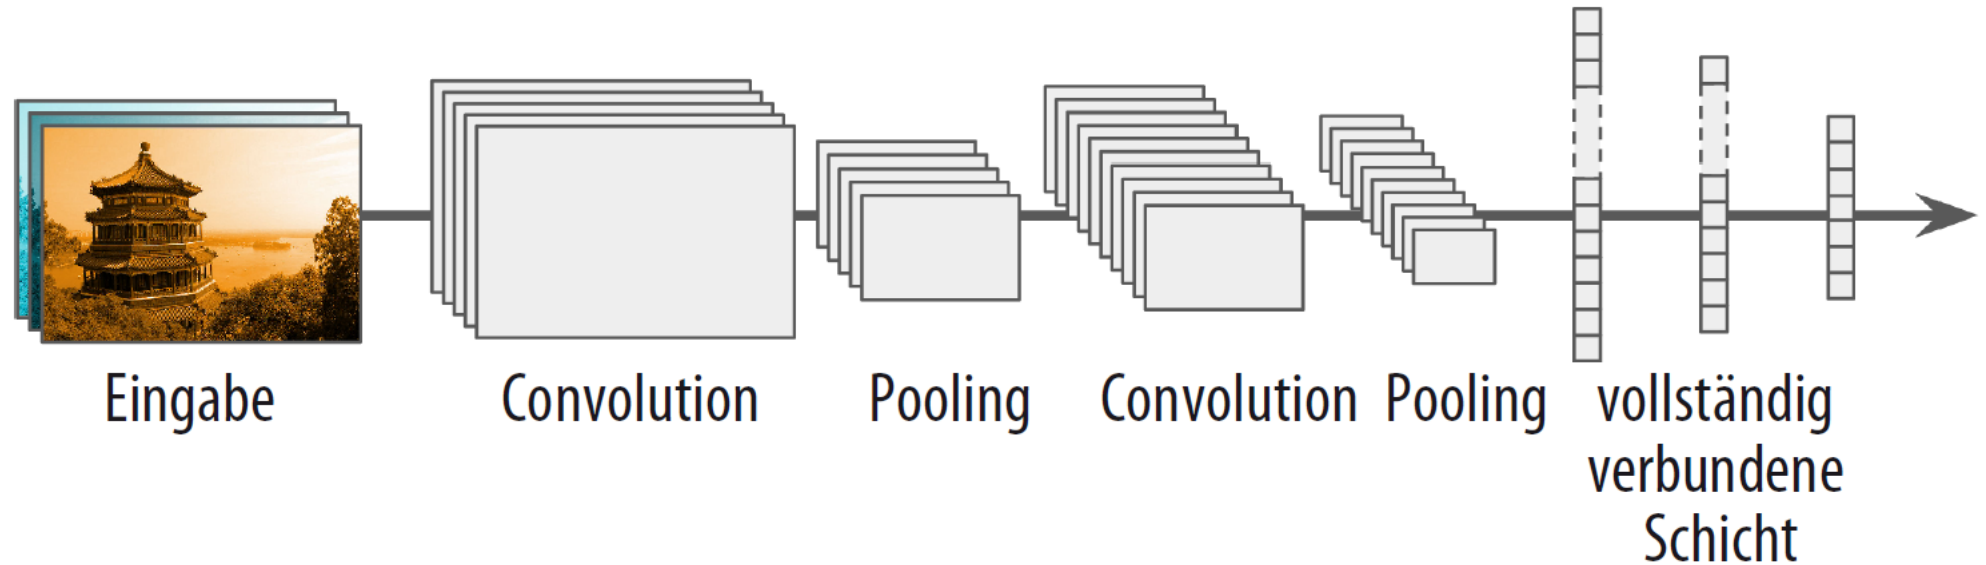 Eingabe
Convolution
Pooling
Convolution
Pooling
vollständig
verbundene
Schicht